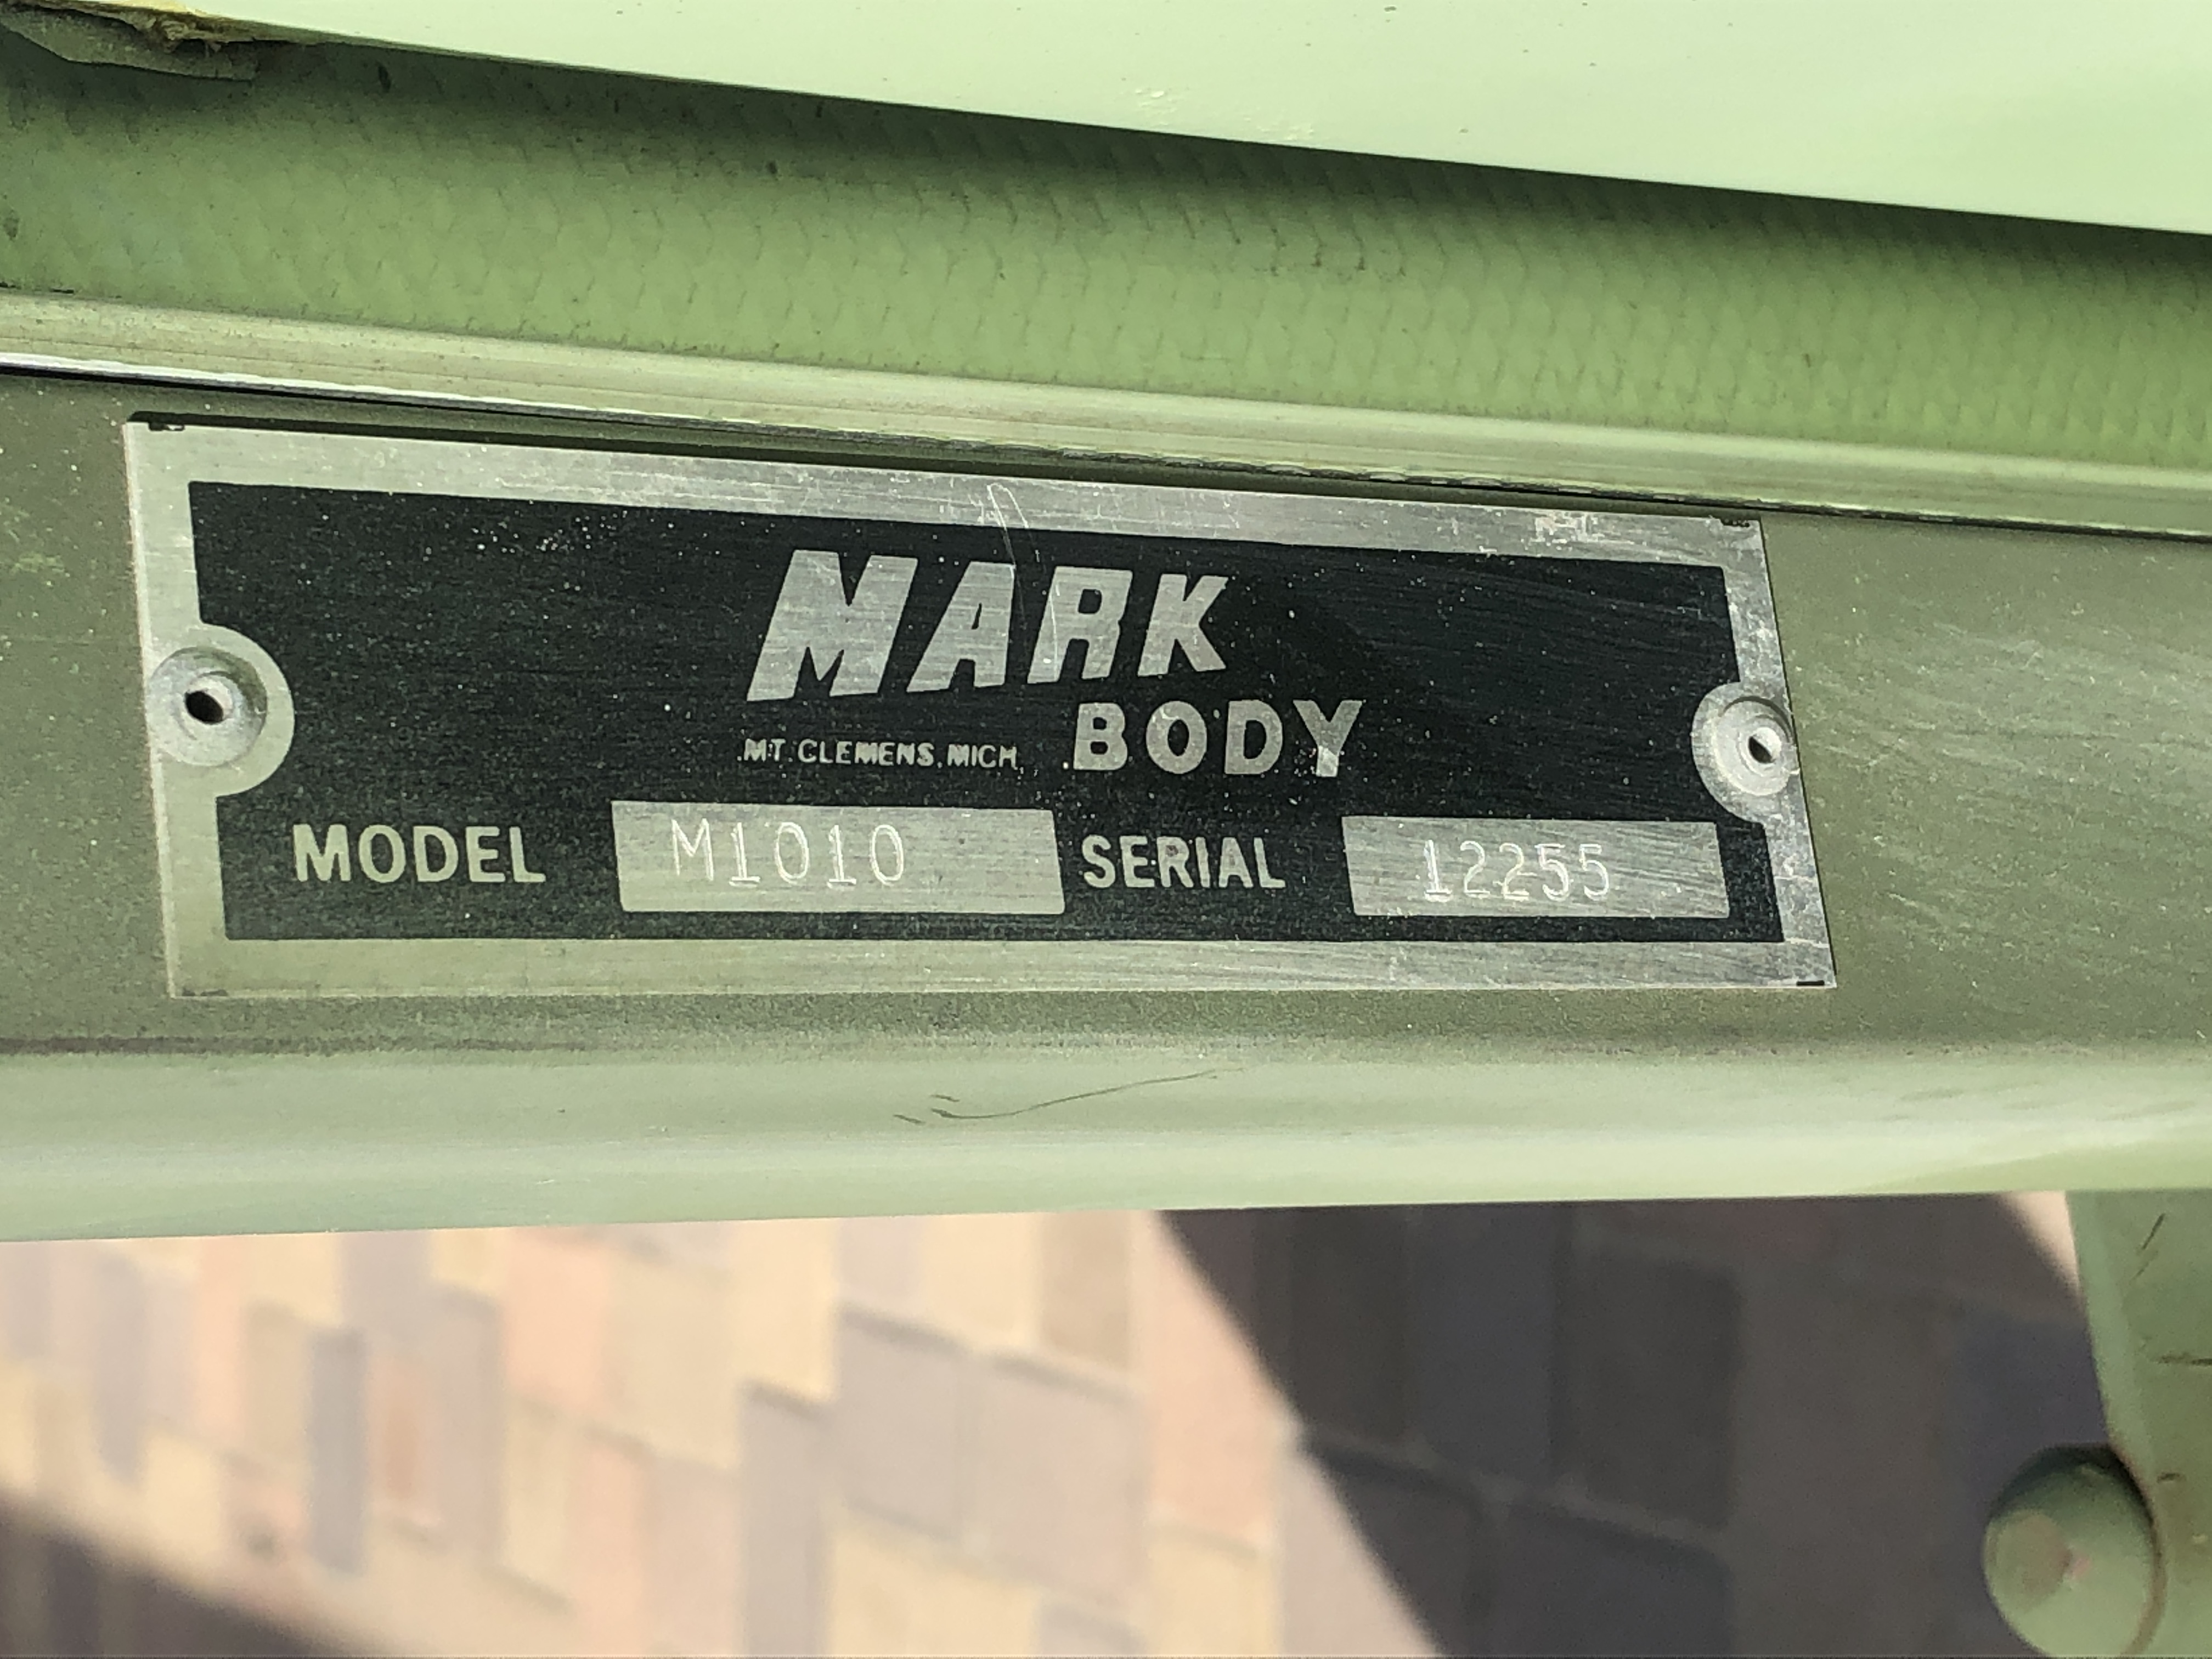 MARK
BODY
MT. CLEMENS, MICH.
MODEL M1010 SERIAL 12255